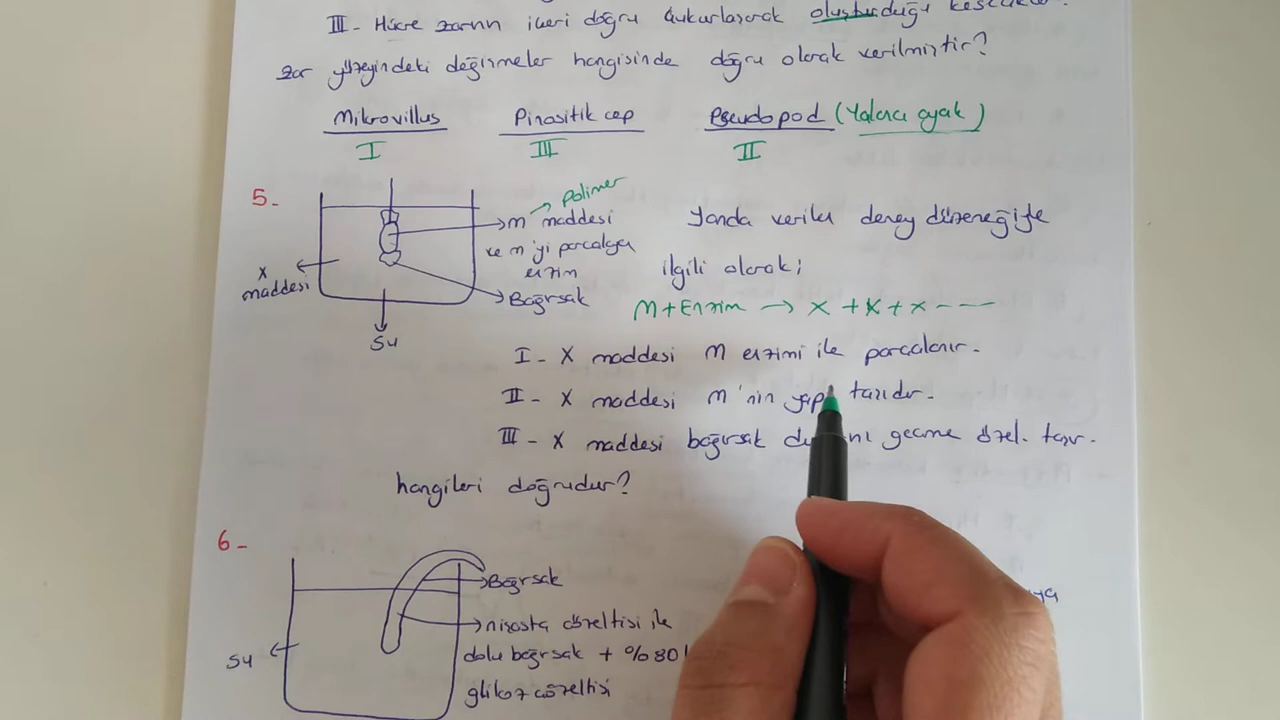 III - Hücre zarının içeri doğru çukurlaşarak oluşturduğu
zar yüzeyindeki değişmeler hangisinde doğru olarak verilmiştir?
Mikrovillus Pinositik cep Pseudopod (Yalancı ayak)
I III II
5-
polimer
m maddesi
ve m'yi parçalayan
enzim
Bağırsak
X
maddesi
Su
Yanda verilen deney düzeneğiyle
ilgili olarak;
M+Enzim → X + X + X - - -
I - X maddesi M enzimi ile parçalanır.
II - X maddesi m'nin yapı taşıdır.
III - X maddesi bağırsak geçme özel. taşır.
hangileri doğrudur?
6-
Bağırsak
nişasta çözeltisi ile
dolu bağırsak + %80
glikoz çözeltisi
Su